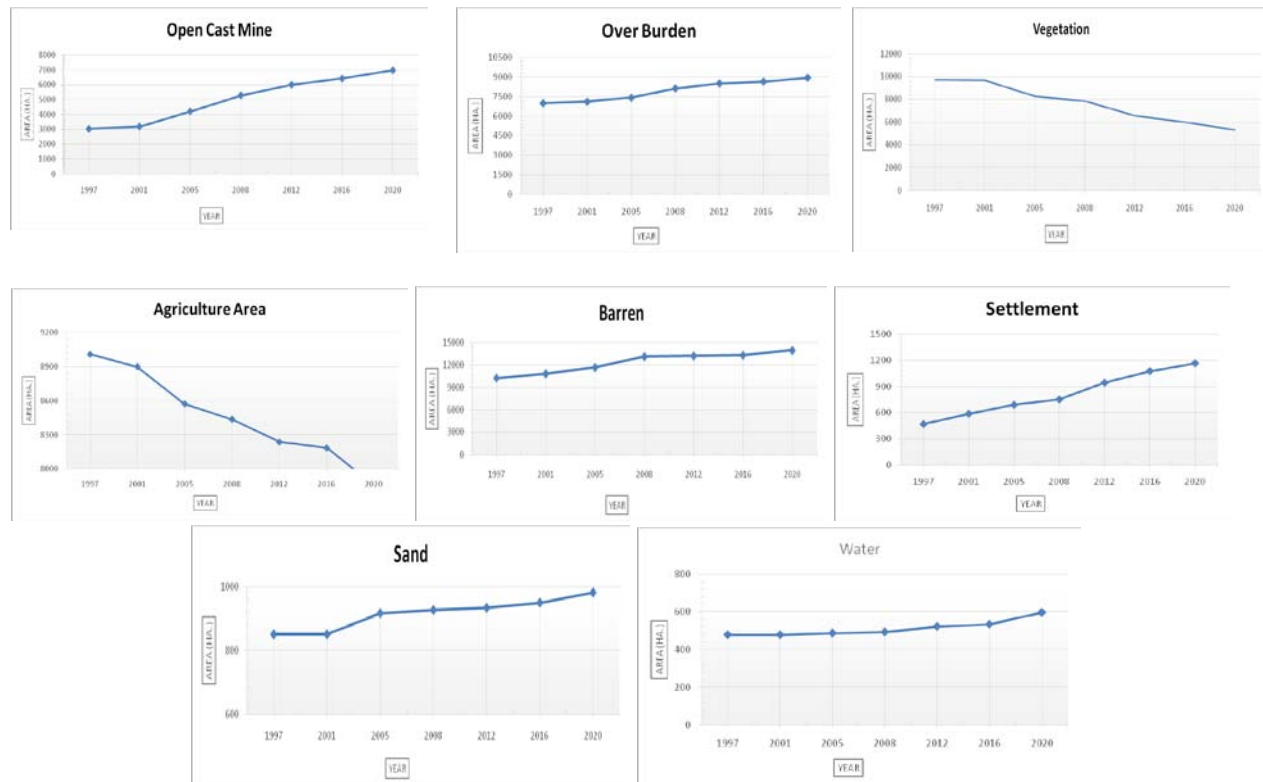 Open Cast Mine
8000
7000
6000
5000
4000
3000
2000
1000
0
AREA (HA.)
1997 2001 2005 2008 2012 2016 2020
YEAR
Over Burden
10500
9000
7500
6000
4500
3000
1500
0
AREA (HA.)
1997 2001 2005 2008 2012 2016 2020
YEAR
Vegetation
12000
10000
8000
6000
4000
2000
0
AREA (HA.)
1997 2001 2005 2008 2012 2016 2020
YEAR
Agriculture Area
9200
8900
8600
8300
8000
AREA (HA.)
1997 2001 2005 2008 2012 2016 2020
YEAR
Barren
15000
12000
9000
6000
3000
0
AREA (HA.)
1997 2001 2005 2008 2012 2016 2020
YEAR
Settlement
1500
1200
900
600
300
0
AREA (HA.)
1997 2001 2005 2008 2012 2016 2020
YEAR
Sand
1000
800
600
AREA (HA.)
1997 2001 2005 2008 2012 2016 2020
YEAR
Water
800
600
400
200
0
AREA (HA.)
1997 2001 2005 2008 2012 2016 2020
YEAR